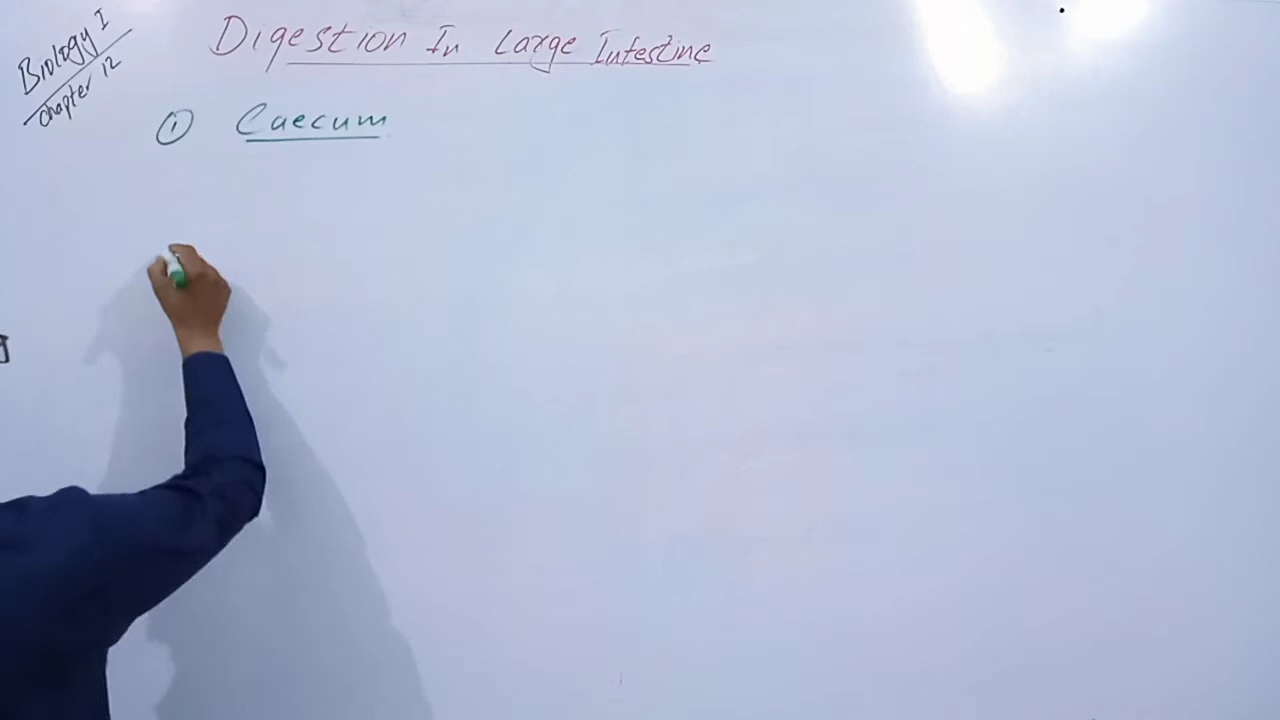 Biology I
chapter 12
Digestion In Large Intestine
① Caecum